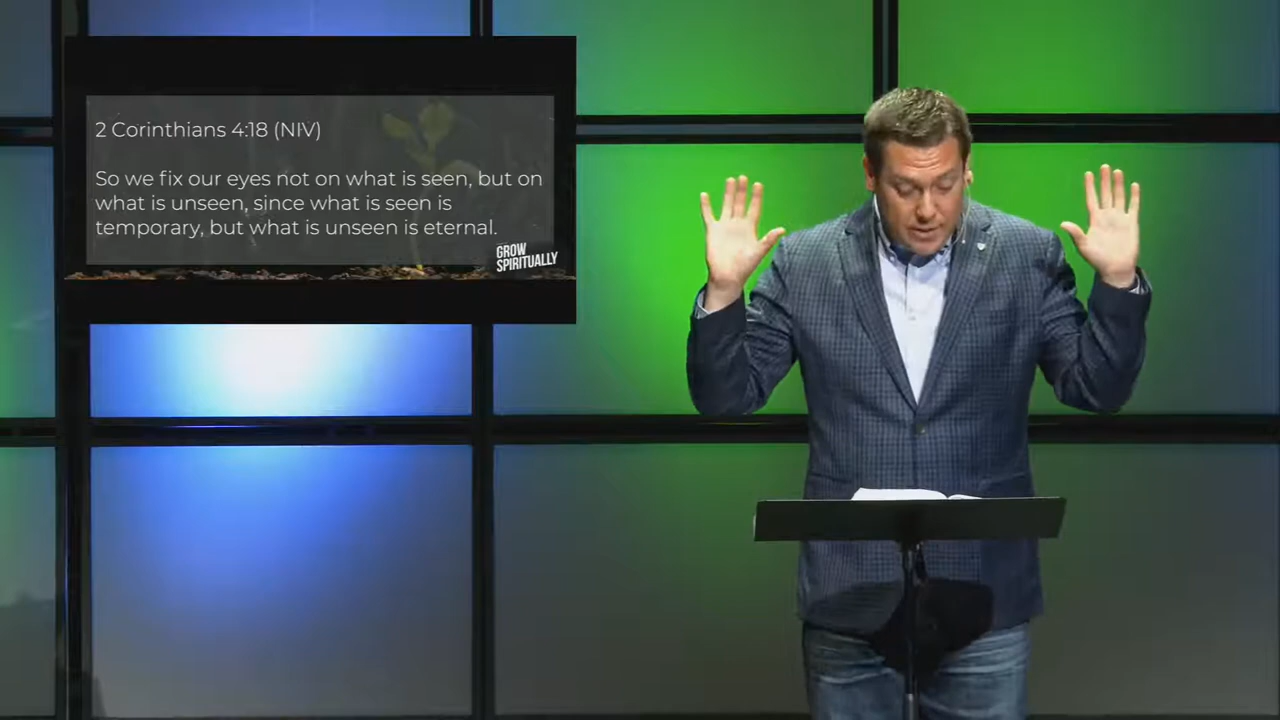 2 Corinthians 4:18 (NIV)
So we fix our eyes not on what is seen, but on
what is unseen, since what is seen is
temporary, but what is unseen is eternal.
GROW
SPIRITUALLY